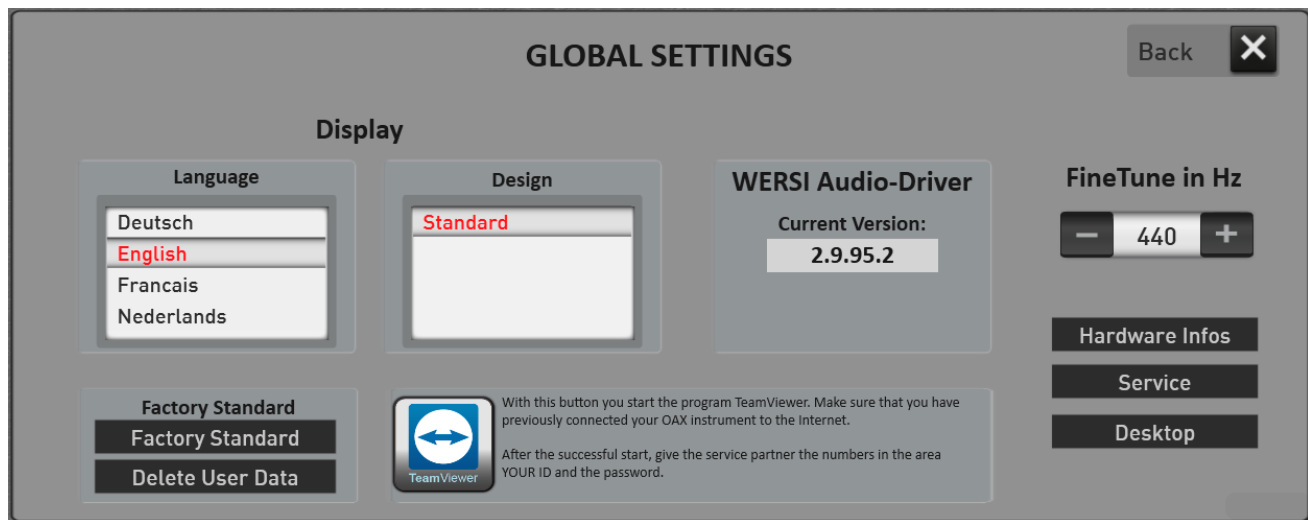 GLOBAL SETTINGS
Back
Display
Language
Deutsch
English
Francais
Nederlands
Design
Standard
WERSI Audio-Driver
Current Version:
2.9.95.2
FineTune in Hz
440
Hardware Infos
Service
Desktop
Factory Standard
Factory Standard
Delete User Data
TeamViewer
With this button you start the program TeamViewer. Make sure that you have
previously connected your OAX instrument to the Internet.
After the successful start, give the service partner the numbers in the area
YOUR ID and the password.